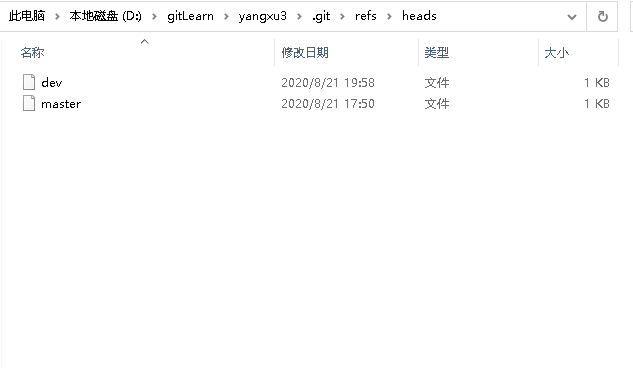 此电脑 > 本地磁盘 (D:) > gitLearn > yangxu3 > .git > refs > heads
名称 修改日期 类型 大小
dev 2020/8/21 19:58 文件 1 KB
master 2020/8/21 17:50 文件 1 KB